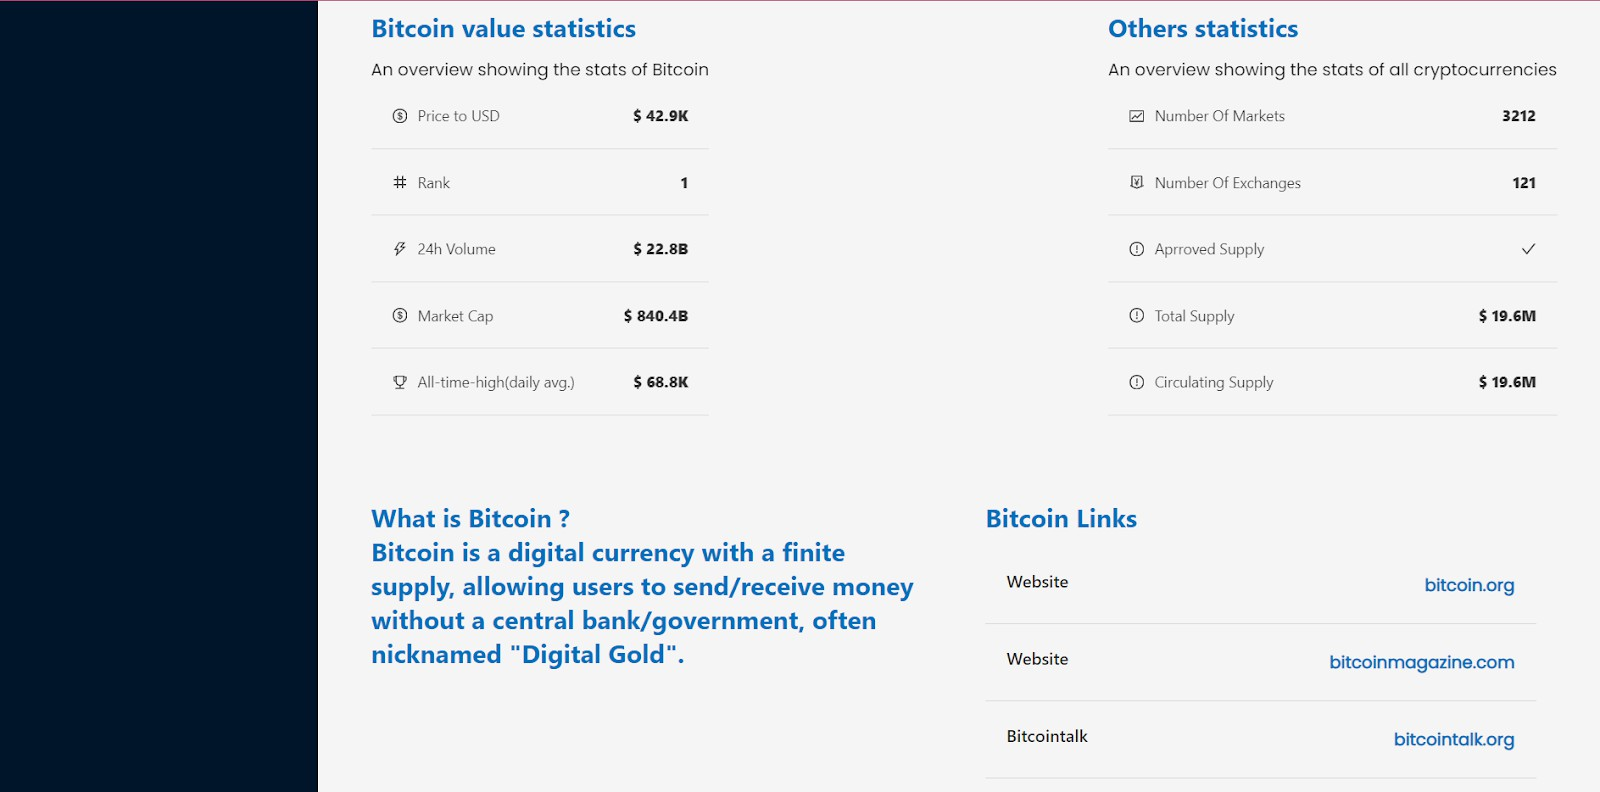 Bitcoin value statistics
An overview showing the stats of Bitcoin
Price to USD $ 42.9K
Rank 1
24h Volume $ 22.8B
Market Cap $ 840.4B
All-time-high(daily avg.) $ 68.8K
Others statistics
An overview showing the stats of all cryptocurrencies
Number Of Markets 3212
Number Of Exchanges 121
Aprroved Supply
Total Supply $ 19.6M
Circulating Supply $ 19.6M
What is Bitcoin ?
Bitcoin is a digital currency with a finite
supply, allowing users to send/receive money
without a central bank/government, often
nicknamed "Digital Gold".
Bitcoin Links
Website bitcoin.org
Website bitcoinmagazine.com
Bitcointalk bitcointalk.org